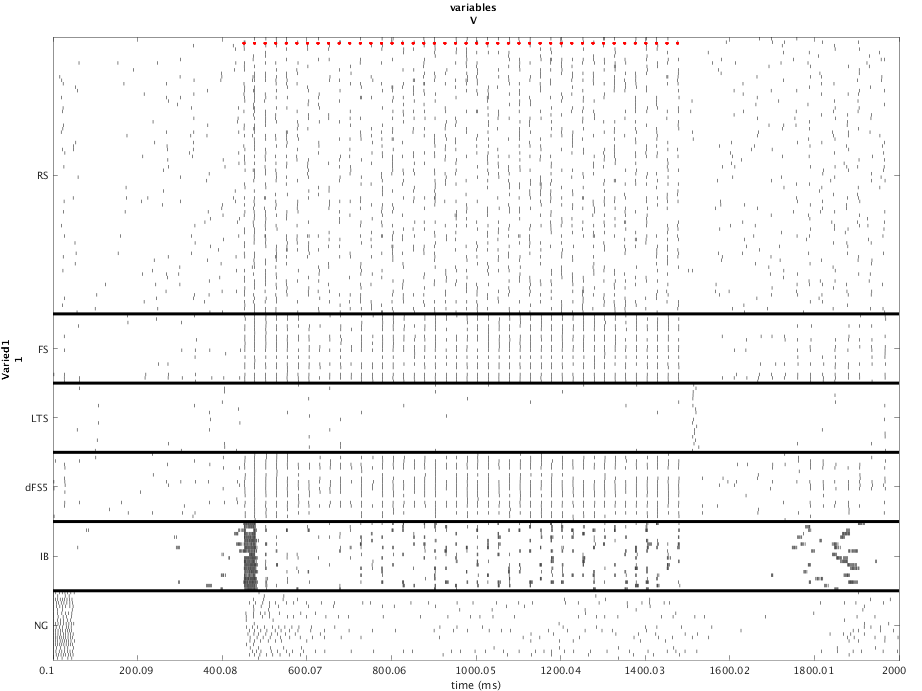 variables
V
RS
FS
LTS
dFS5
IB
NG
Varied1
1
0.1 200.09 400.08 600.07 800.06 1000.05 1200.04 1400.03 1600.02 1800.01 2000
time (ms)